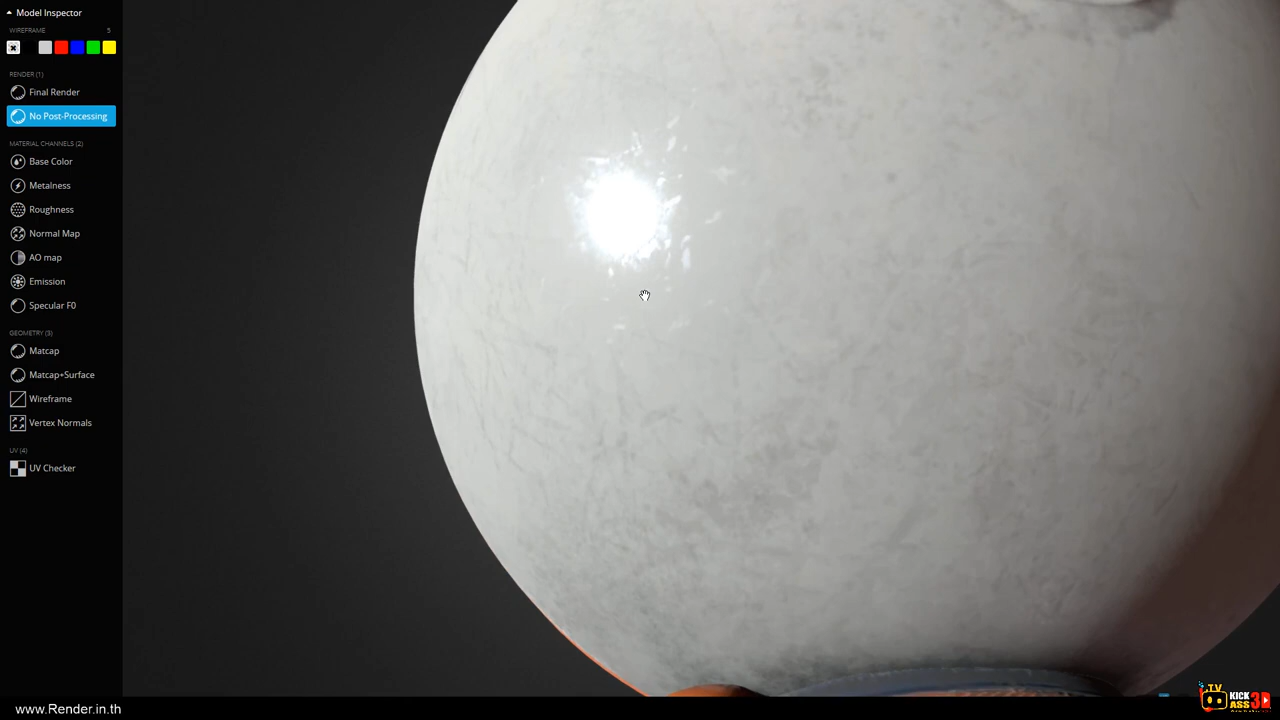 Model Inspector
WIREFRAME 5
RENDER (1)
Final Render
No Post-Processing
MATERIAL CHANNELS (2)
Base Color
Metalness
Roughness
Normal Map
AO map
Emission
Specular F0
GEOMETRY (3)
Matcap
Matcap+Surface
Wireframe
Vertex Normals
UV (4)
UV Checker
www.Render.in.th
TV
KICK
ASS 3D